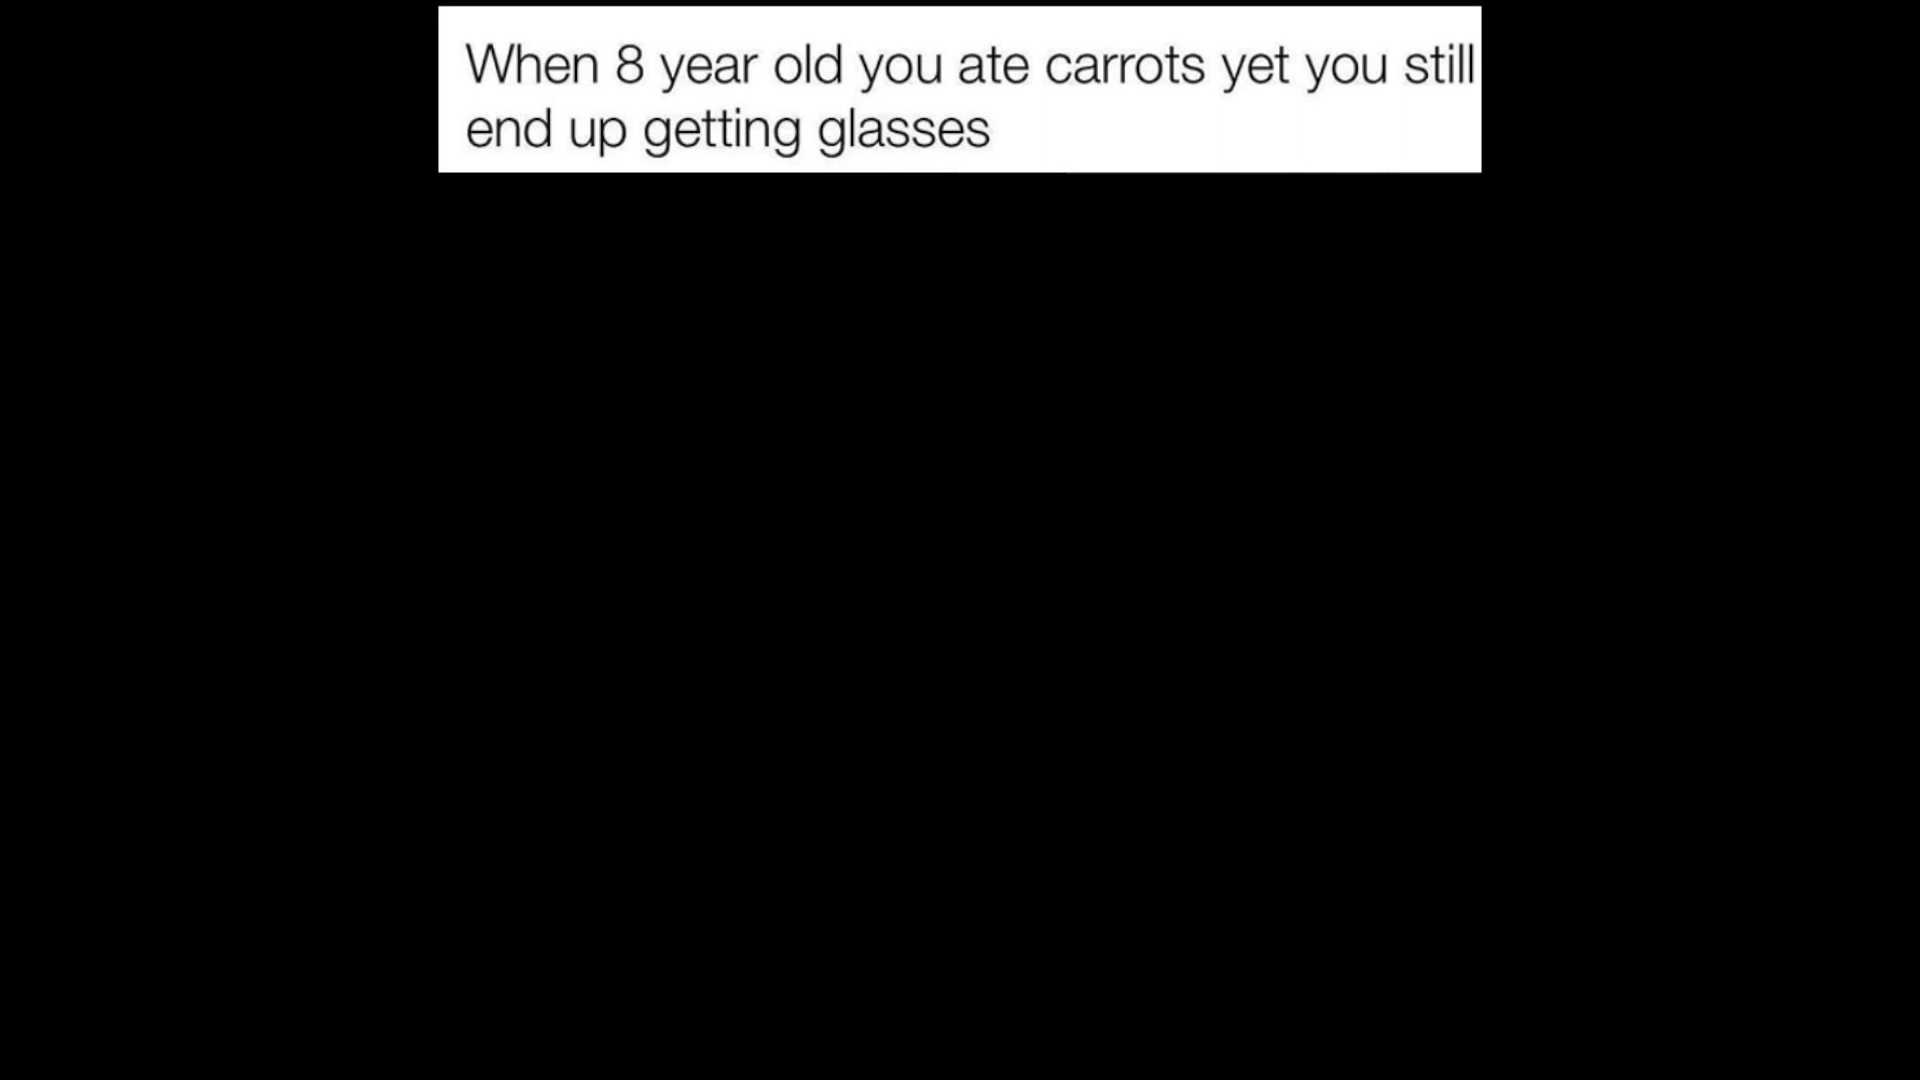 When 8 year old you ate carrots yet you still
end up getting glasses